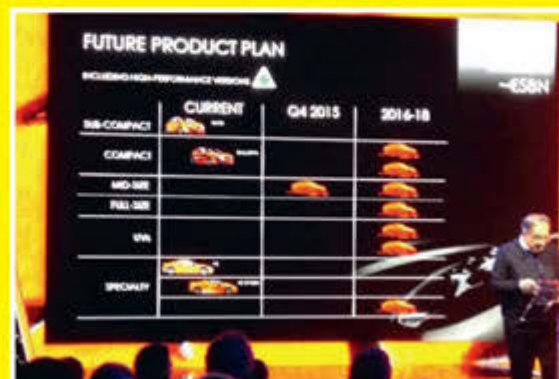 FUTURE PRODUCT PLAN
INCLUDING HIGH-PERFORMANCE VERSIONS
CURRENT Q4 2015 2016-18
SUB-COMPACT
COMPACT
MID-SIZE
FULL-SIZE
UVs
SPECIALTY